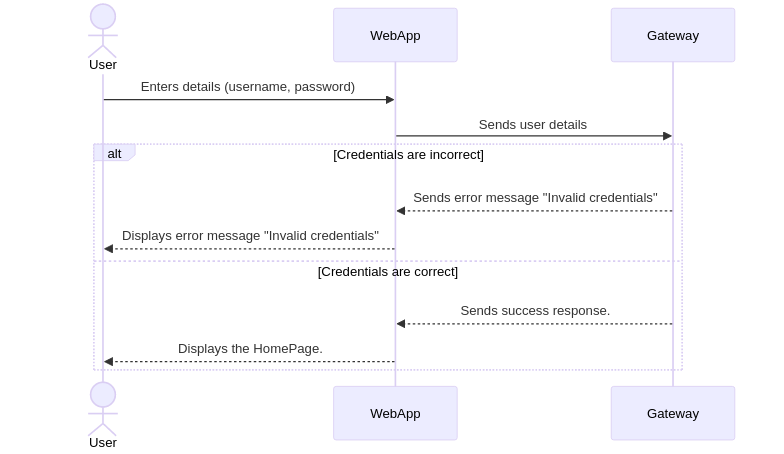 User
WebApp
Gateway
Enters details (username, password)
Sends user details
alt
[Credentials are incorrect]
Sends error message "Invalid credentials"
Displays error message "Invalid credentials"
[Credentials are correct]
Sends success response.
Displays the HomePage.
User
WebApp
Gateway